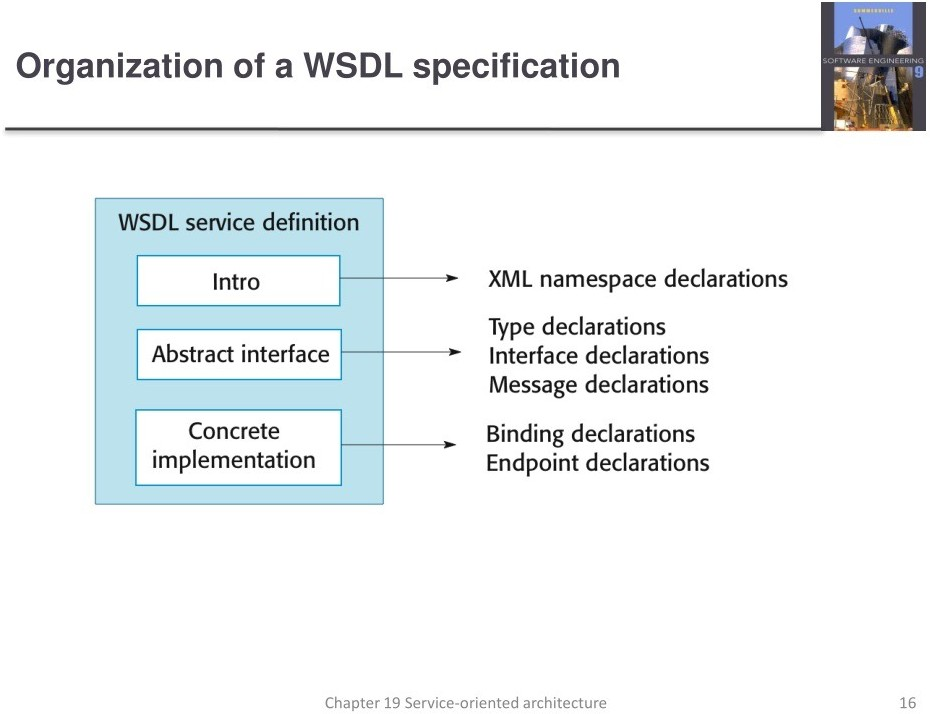 Organization of a WSDL specification
SOMMERVILLE
SOFTWARE ENGINEERING
9
WSDL service definition
Intro
XML namespace declarations
Abstract interface
Type declarations
Interface declarations
Message declarations
Concrete
implementation
Binding declarations
Endpoint declarations
Chapter 19 Service-oriented architecture
16